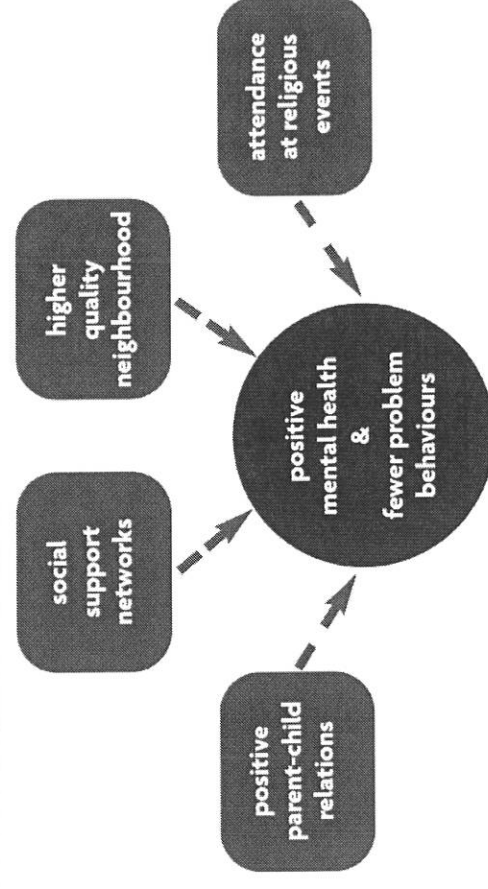 positive
parent-child
relations
social
support
networks
higher
quality
neighbourhood
attendance
at religious
events
positive
mental health
&
fewer problem
behaviours